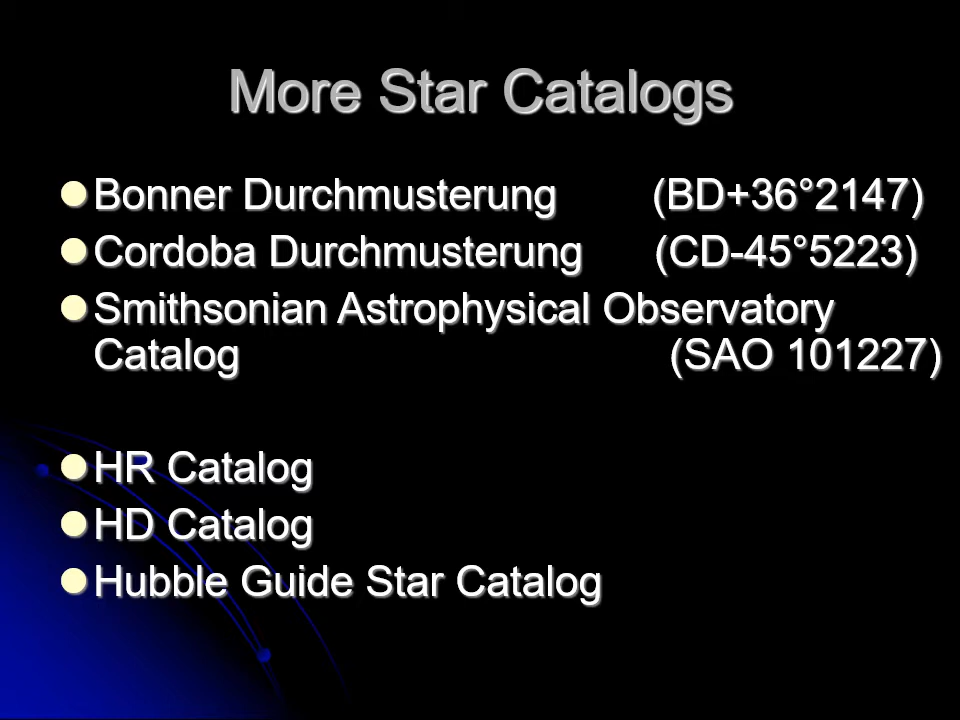 More Star Catalogs
Bonner Durchmusterung (BD+36°2147)
Cordoba Durchmusterung (CD-45°5223)
Smithsonian Astrophysical Observatory
Catalog (SAO 101227)
HR Catalog
HD Catalog
Hubble Guide Star Catalog